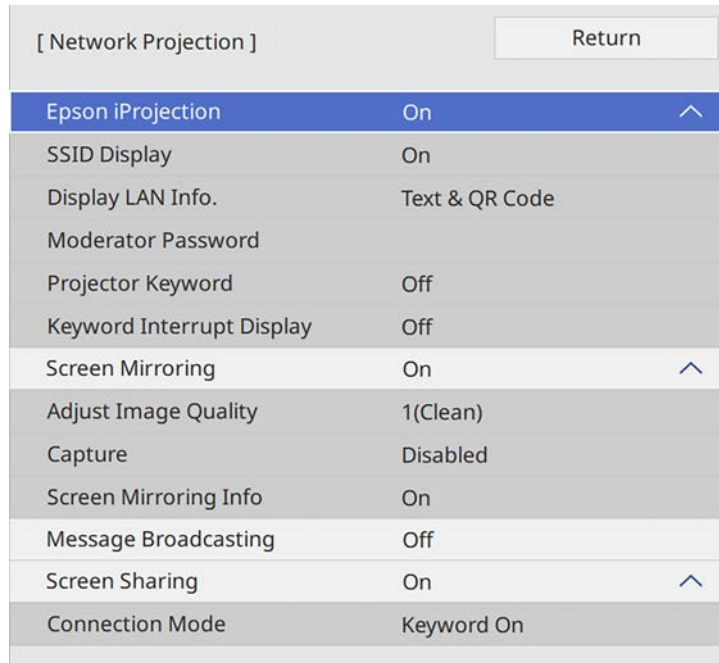 [ Network Projection ] Return
Epson iProjection On
SSID Display On
Display LAN Info. Text & QR Code
Moderator Password
Projector Keyword Off
Keyword Interrupt Display Off
Screen Mirroring On
Adjust Image Quality 1(Clean)
Capture Disabled
Screen Mirroring Info On
Message Broadcasting Off
Screen Sharing On
Connection Mode Keyword On